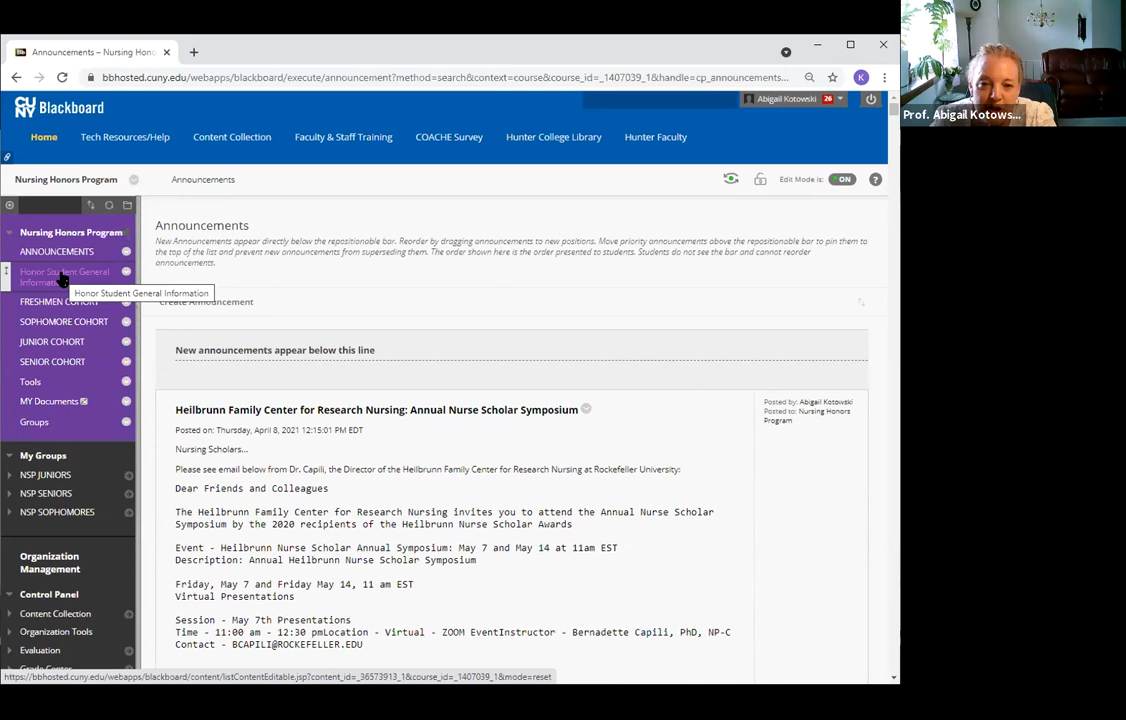 Announcements – Nursing Hono
bbhosted.cuny.edu/webapps/blackboard/execute/announcement?method=search&context=course&course_id=_1407039_1&handle=cp_announcements...
K
Prof. Abigail Kotows...
CU
NY Blackboard
Abigail Kotowski 26
Home Tech Resources/Help Content Collection Faculty & Staff Training COACHE Survey Hunter College Library Hunter Faculty
Nursing Honors Program Announcements Edit Mode is: ON ?
Nursing Honors Program
ANNOUNCEMENTS
Honor Student General
Information
Honor Student General Information
FRESHMEN COHORT
SOPHOMORE COHORT
JUNIOR COHORT
SENIOR COHORT
Tools
MY Documents
Groups
My Groups
NSP JUNIORS
NSP SENIORS
NSP SOPHOMORES
Organization
Management
Control Panel
Content Collection
Organization Tools
Evaluation
Grade Center
Announcements
New Announcements appear directly below the repositionable bar. Reorder by dragging announcements to new positions. Move priority announcements above the repositionable bar to pin them to
the top of the list and prevent new announcements from superseding them. The order shown here is the order presented to students. Students do not see the bar and cannot reorder
announcements.
Create Announcement
New announcements appear below this line
Heilbrunn Family Center for Research Nursing: Annual Nurse Scholar Symposium
Posted on: Thursday, April 8, 2021 12:15:01 PM EDT
Posted by: Abigail Kotowski
Posted to: Nursing Honors
Program
Nursing Scholars...
Please see email below from Dr. Capili, the Director of the Heilbrunn Family Center for Research Nursing at Rockefeller University:
Dear Friends and Colleagues
The Heilbrunn Family Center for Research Nursing invites you to attend the Annual Nurse Scholar
Symposium by the 2020 recipients of the Heilbrunn Nurse Scholar Awards
Event - Heilbrunn Nurse Scholar Annual Symposium: May 7 and May 14 at 11am EST
Description: Annual Heilbrunn Nurse Scholar Symposium
Friday, May 7 and Friday May 14, 11 am EST
Virtual Presentations
Session - May 7th Presentations
Time - 11:00 am - 12:30 pmLocation - Virtual - ZOOM EventInstructor - Bernadette Capili, PhD, NP-C
Contact - BCAPILI@ROCKEFELLER.EDU
https://bbhosted.cuny.edu/webapps/blackboard/content/listContentEditable.jsp?content_id=_36573913_1&course_id=_1407039_1&mode=reset